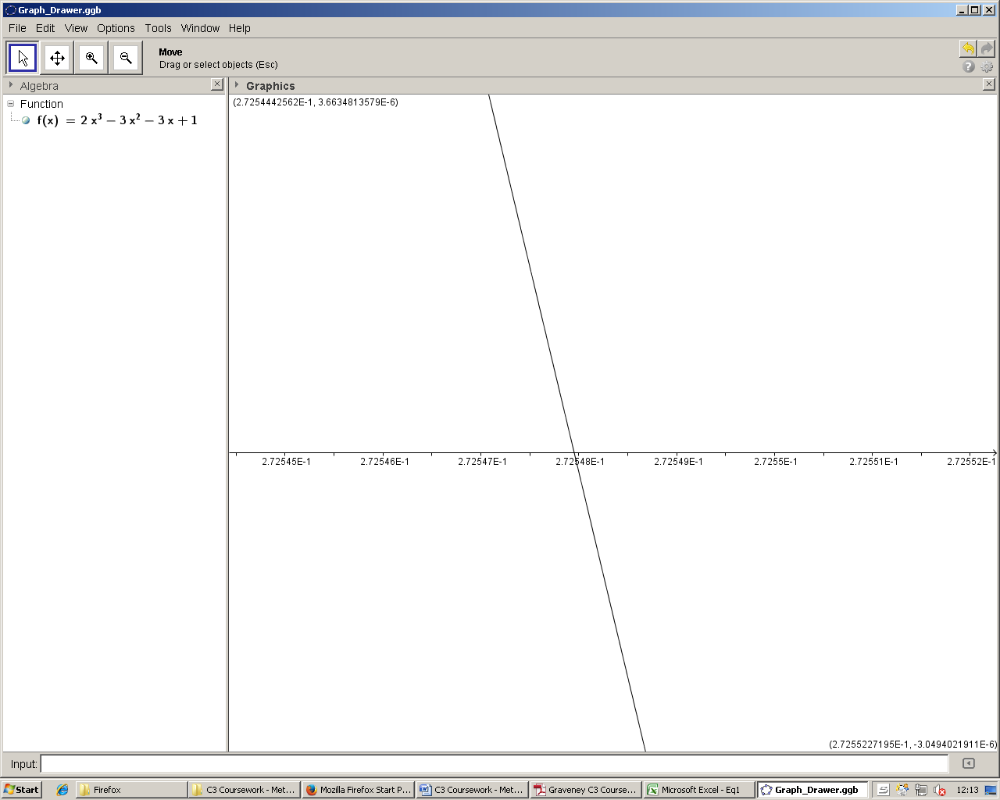 Graph_Drawer.ggb
File Edit View Options Tools Window Help
Move
Drag or select objects (Esc)
Algebra
Graphics
Function
f(x) = 2 x³ − 3 x² − 3 x + 1
(2.7254442562E-1, 3.6634813579E-6)
2.72545E-1 2.72546E-1 2.72547E-1 2.72548E-1 2.72549E-1 2.7255E-1 2.72551E-1 2.72552E-1
(2.7255227195E-1, -3.0494021911E-6)
Input:
Start Firefox C3 Coursework - Met... Mozilla Firefox Start P... C3 Coursework - Met... Graveney C3 Course... Microsoft Excel - Eq1 Graph_Drawer.ggb 12:13